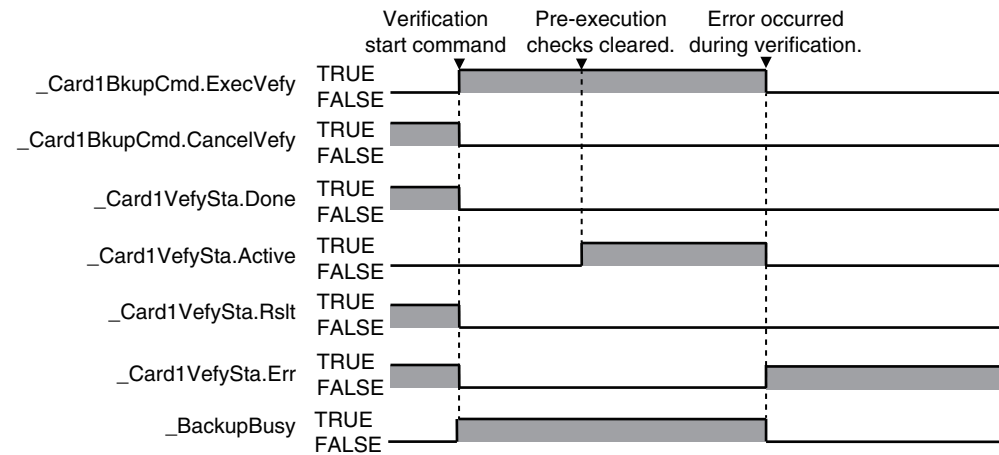 Verification
start command
Pre-execution
checks cleared.
Error occurred
during verification.
_Card1BkupCmd.ExecVefy
TRUE
FALSE
_Card1BkupCmd.CancelVefy
TRUE
FALSE
_Card1VefySta.Done
TRUE
FALSE
_Card1VefySta.Active
TRUE
FALSE
_Card1VefySta.Rslt
TRUE
FALSE
_Card1VefySta.Err
TRUE
FALSE
_BackupBusy
TRUE
FALSE